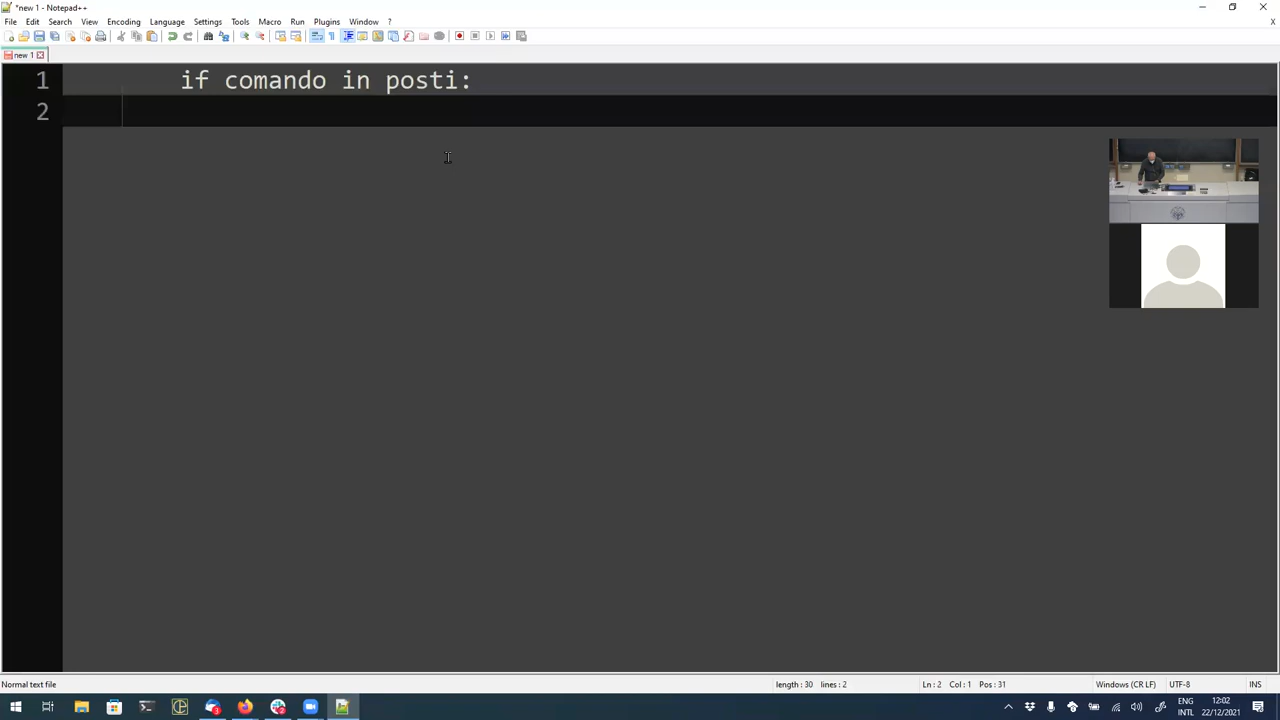 *new 1 - Notepad++
File Edit Search View Encoding Language Settings Tools Macro Run Plugins Window ?
X
new 1
1 if comando in posti:
2
Normal text file length : 30 lines : 2 Ln : 2 Col : 1 Pos : 31 Windows (CR LF) UTF-8 INS
ENG 12:02
INTL 22/12/2021